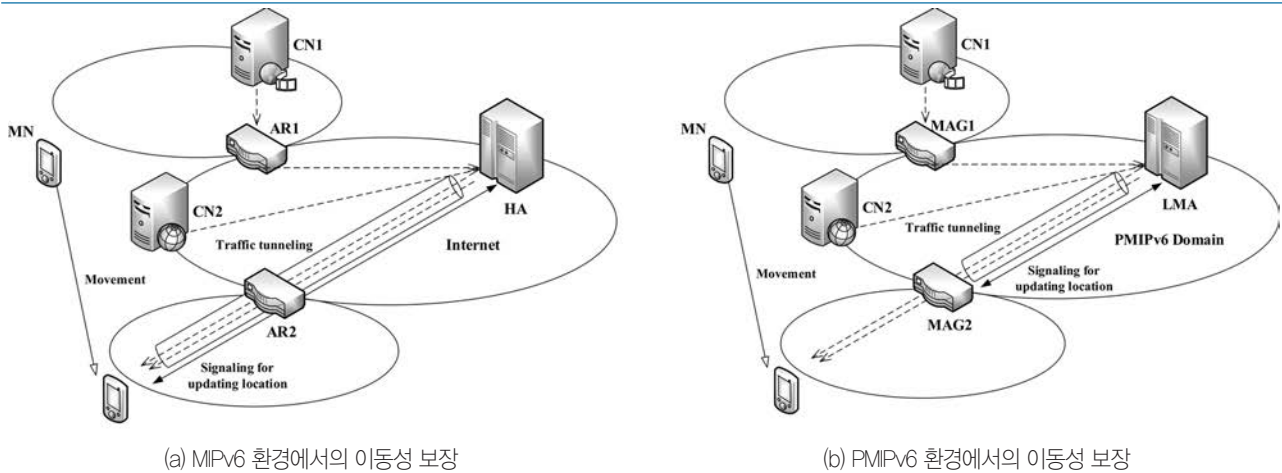 CN1
AR1
MN
CN2
HA
Traffic tunneling
Internet
Movement
AR2
Signaling for
updating location
(a) MIPv6 환경에서의 이동성 보장
CN1
MAG1
MN
CN2
LMA
Traffic tunneling
PMIPv6 Domain
Movement
Signaling for
updating location
MAG2
(b) PMIPv6 환경에서의 이동성 보장